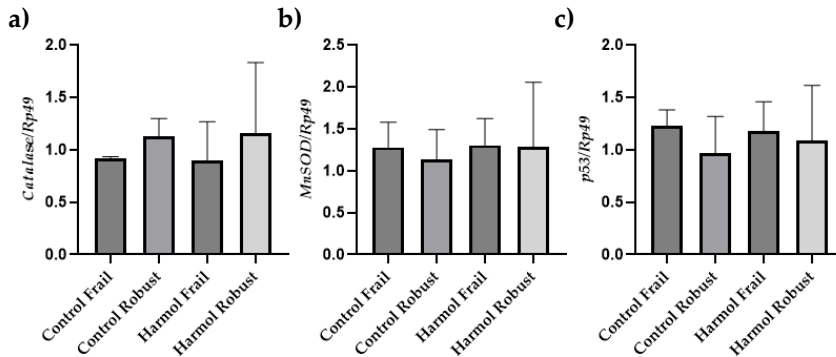 a)
Catalase/Rp49
2.0
1.5
1.0
0.5
0.0
Control Frail
Control Robust
Harmol Frail
Harmol Robust
b)
MnSOD/Rp49
2.5
2.0
1.5
1.0
0.5
0.0
Control Frail
Control Robust
Harmol Frail
Harmol Robust
c)
p53/Rp49
2.0
1.5
1.0
0.5
0.0
Control Frail
Control Robust
Harmol Frail
Harmol Robust